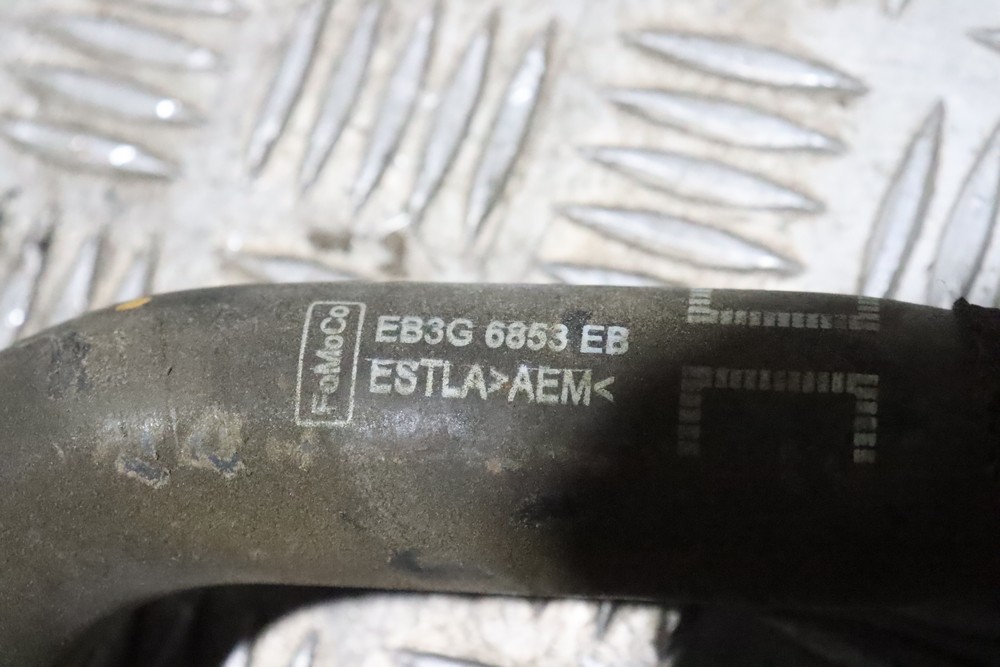 FoMoCo
EB3G 6853 EB
ESTLA>AEM<